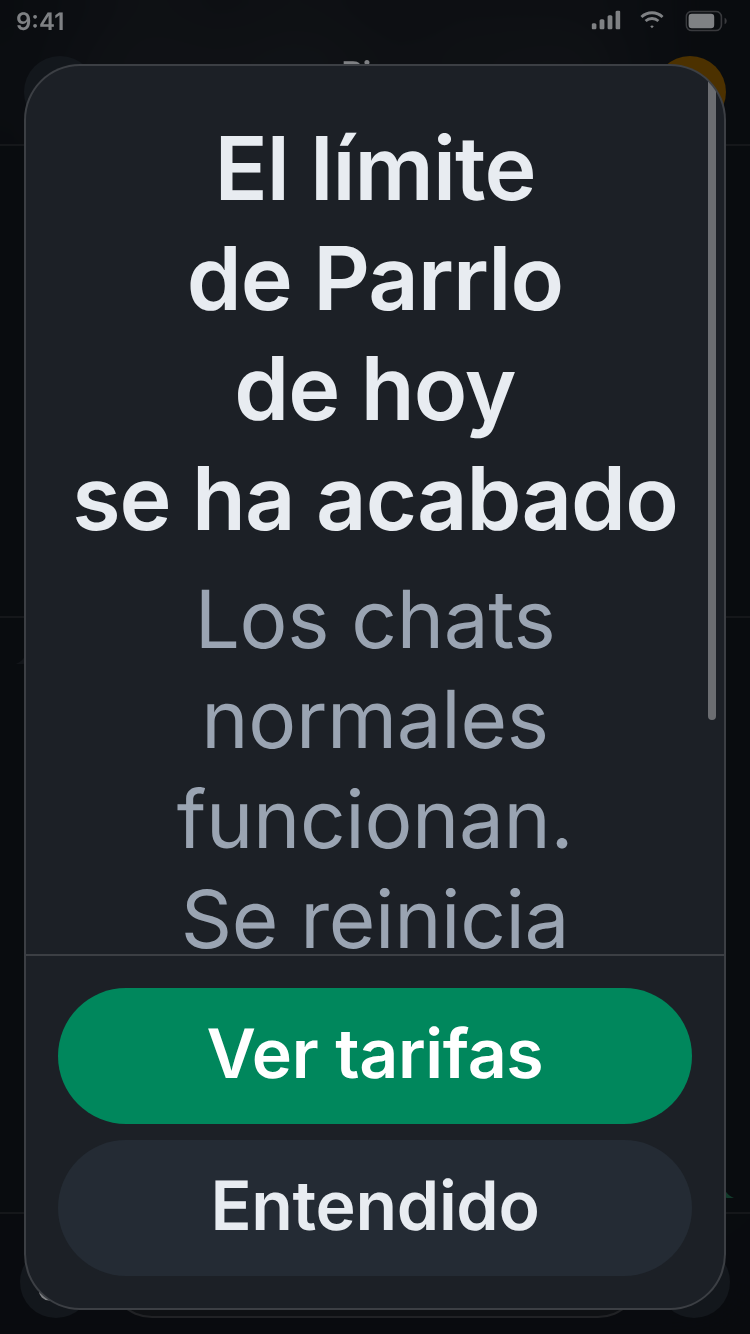 9:41
El límite
de Parrlo
de hoy
se ha acabado
Los chats
normales
funcionan.
Se reinicia
Ver tarifas
Entendido